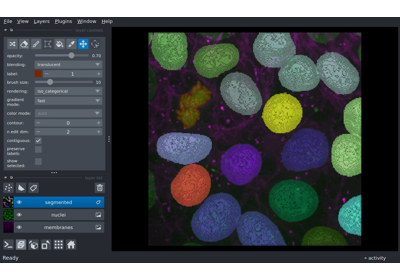 File View Layers Plugins Window Help
opacity: 0.70
blending: translucent
label: 1
brush size: 10
rendering: iso_categorical
gradient mode: fast
color mode:
contour: 0
n edit dim: 2
contiguous:
preserve labels:
show selected:
segmented
nuclei
membranes
Ready
activity